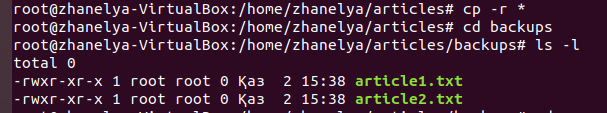 root@zhanelya-VirtualBox:/home/zhanelya/articles# cp -r *
root@zhanelya-VirtualBox:/home/zhanelya/articles# cd backups
root@zhanelya-VirtualBox:/home/zhanelya/articles/backups# ls -l
total 0
-rwxr-xr-x 1 root root 0 Қаз  2 15:38 article1.txt
-rwxr-xr-x 1 root root 0 Қаз  2 15:38 article2.txt